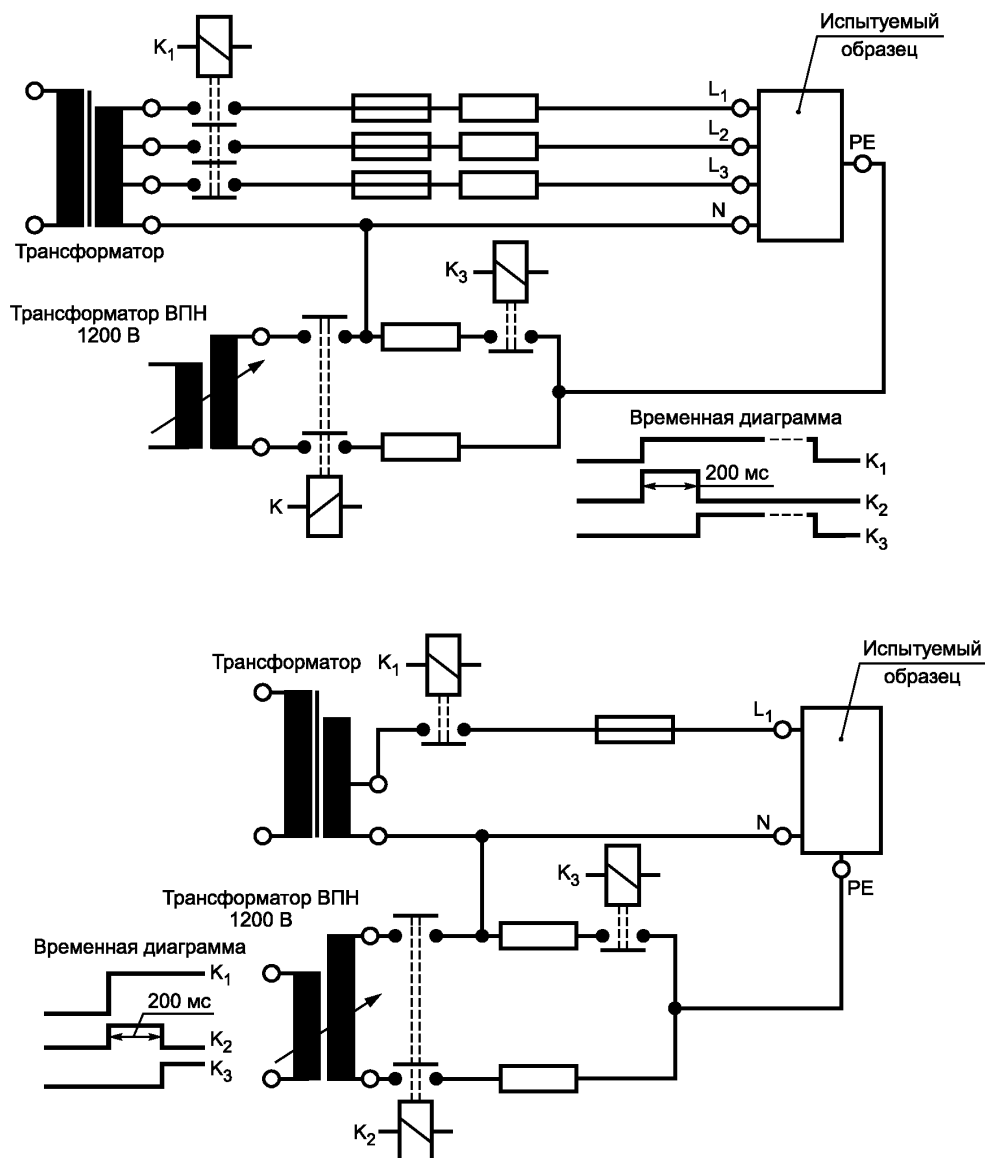 Испытуемый
образец
K1
L1
L2
PE
L3
N
Трансформатор
K3
Трансформатор ВПН
1200 В
Временная диаграмма
K1
200 мс
K2
K3
K
Испытуемый
образец
Трансформатор
K1
L1
N
K3
PE
Трансформатор ВПН
1200 В
Временная диаграмма
K1
200 мс
K2
K3
K2